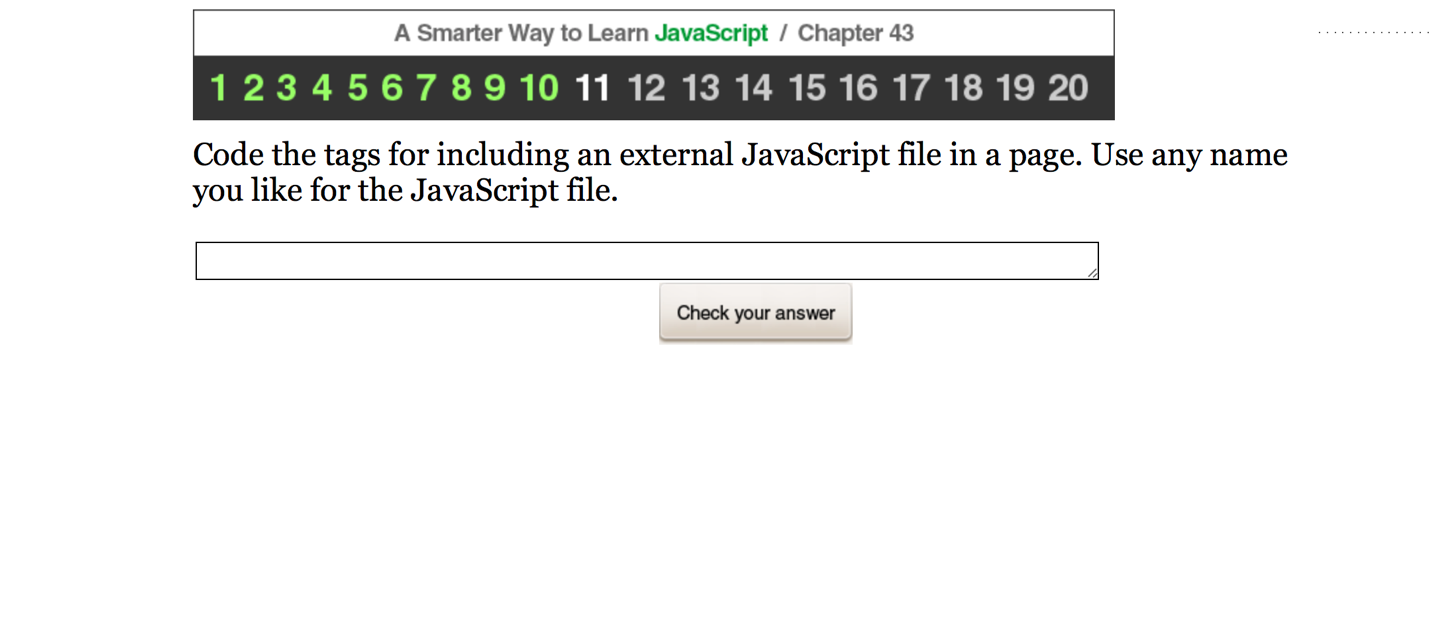 A Smarter Way to Learn JavaScript / Chapter 43
1 2 3 4 5 6 7 8 9 10 11 12 13 14 15 16 17 18 19 20
Code the tags for including an external JavaScript file in a page. Use any name
you like for the JavaScript file.
Check your answer